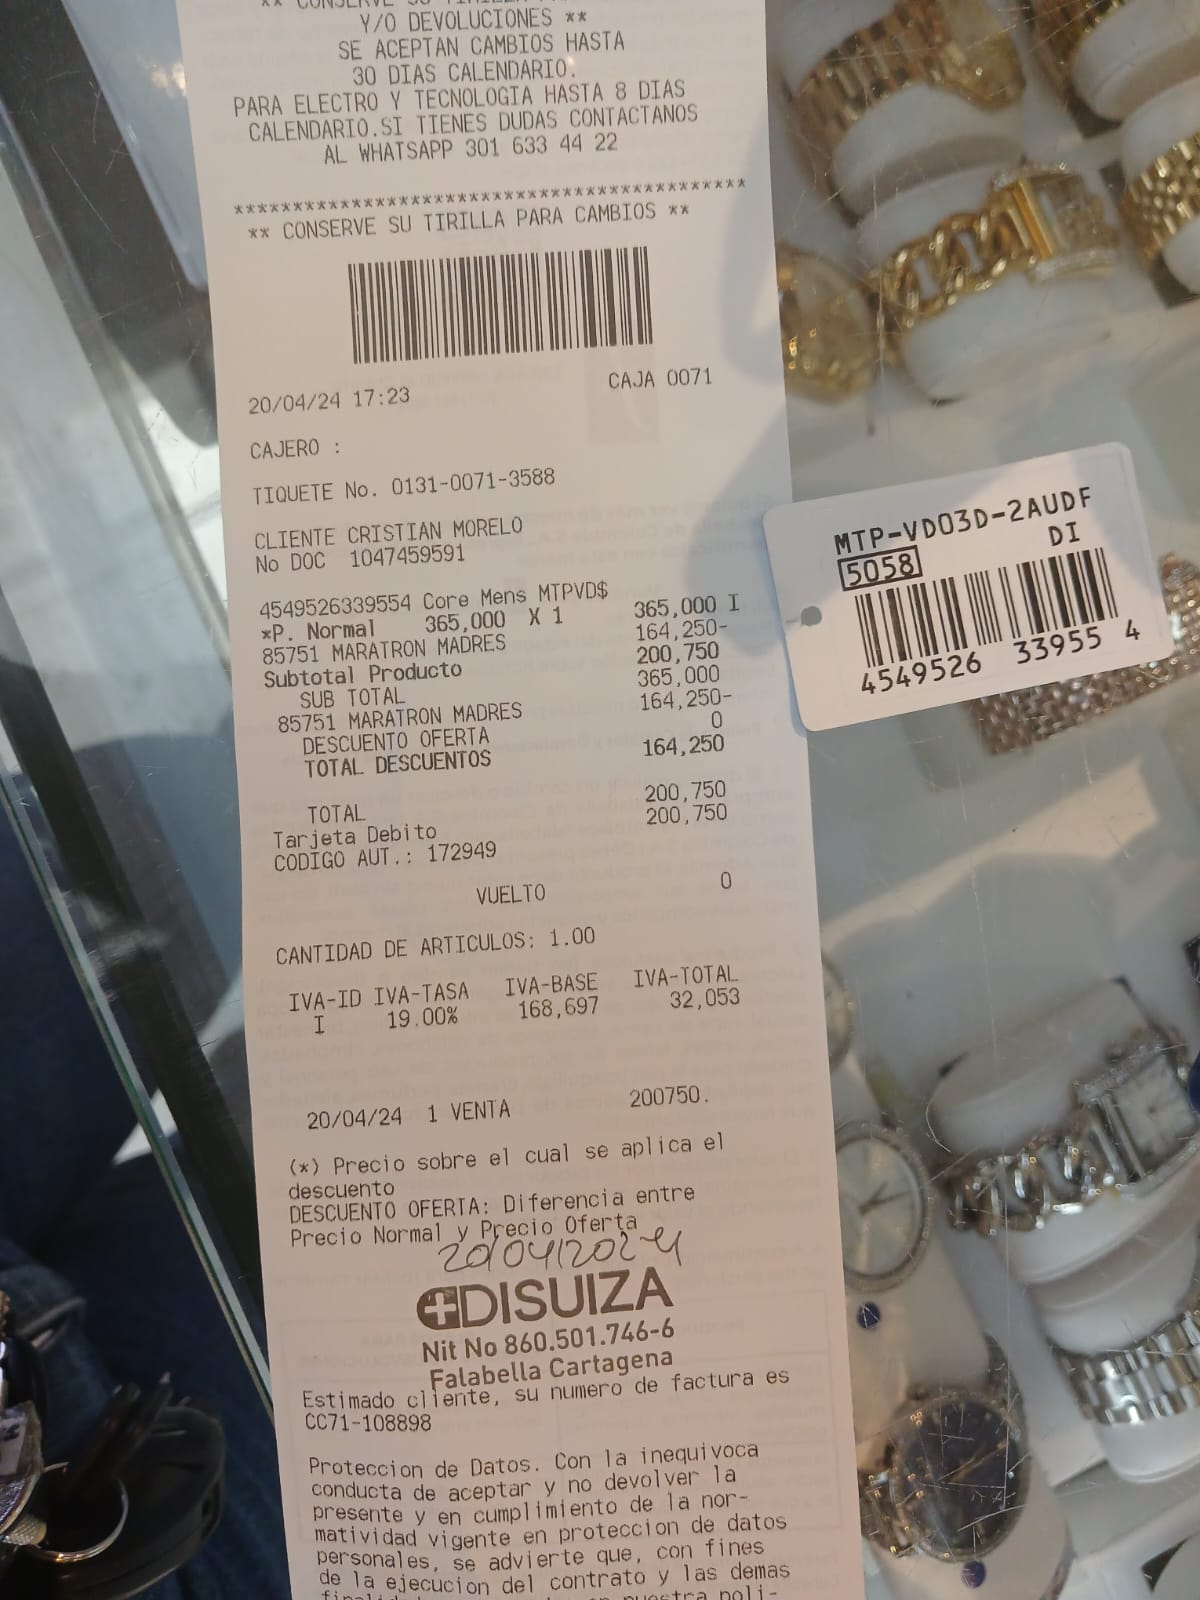 ** CONSERVE SU TIRILLA PARA
Y/O DEVOLUCIONES **
SE ACEPTAN CAMBIOS HASTA
30 DIAS CALENDARIO.
PARA ELECTRO Y TECNOLOGIA HASTA 8 DIAS
CALENDARIO.SI TIENES DUDAS CONTACTANOS
AL WHATSAPP 301 633 44 22
*******************************************
** CONSERVE SU TIRILLA PARA CAMBIOS **
20/04/24 17:23 CAJA 0071
CAJERO :
TIQUETE No. 0131-0071-3588
CLIENTE CRISTIAN MORELO
No DOC 1047459591
4549526339554 Core Mens MTPVD$
*P. Normal 365,000 X 1 365,000 I
85751 MARATRON MADRES 164,250-
Subtotal Producto 200,750
SUB TOTAL 365,000
85751 MARATRON MADRES 164,250-
DESCUENTO OFERTA 0
TOTAL DESCUENTOS 164,250
TOTAL 200,750
Tarjeta Debito 200,750
CODIGO AUT.: 172949
VUELTO 0
CANTIDAD DE ARTICULOS: 1.00
IVA-ID IVA-TASA IVA-BASE IVA-TOTAL
I 19.00% 168,697 32,053
20/04/24 1 VENTA 200750.
(*) Precio sobre el cual se aplica el
descuento
DESCUENTO OFERTA: Diferencia entre
Precio Normal y Precio Oferta
20/04/2024
DISUIZA
Nit No 860.501.746-6
Falabella Cartagena
Estimado cliente, su numero de factura es
CC71-108898
Proteccion de Datos. Con la inequivoca
conducta de aceptar y no devolver la
presente y en cumplimiento de la nor-
matividad vigente en proteccion de datos
personales, se advierte que, con fines
de la ejecucion del contrato y las demas
MTP-VD03D-2AUDF
DI
5058
4549526 33955 4